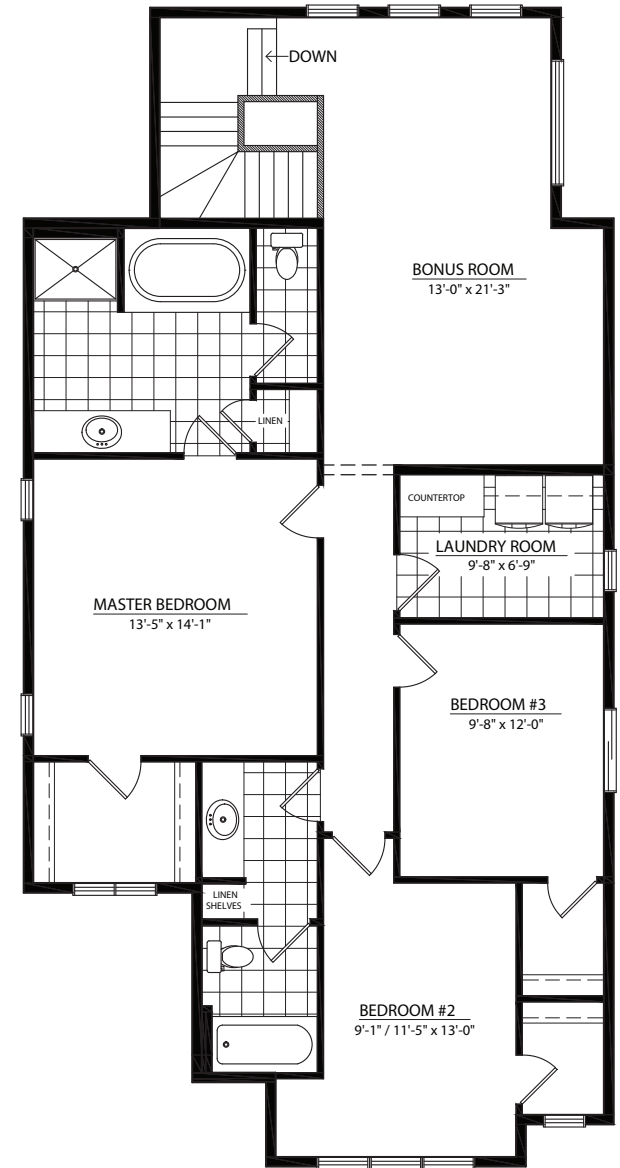 DOWN
BONUS ROOM
13'-0" x 21'-3"
LINEN
COUNTERTOP
LAUNDRY ROOM
9'-8" x 6'-9"
MASTER BEDROOM
13'-5" x 14'-1"
BEDROOM #3
9'-8" x 12'-0"
LINEN
SHELVES
BEDROOM #2
9'-1" / 11'-5" x 13'-0"